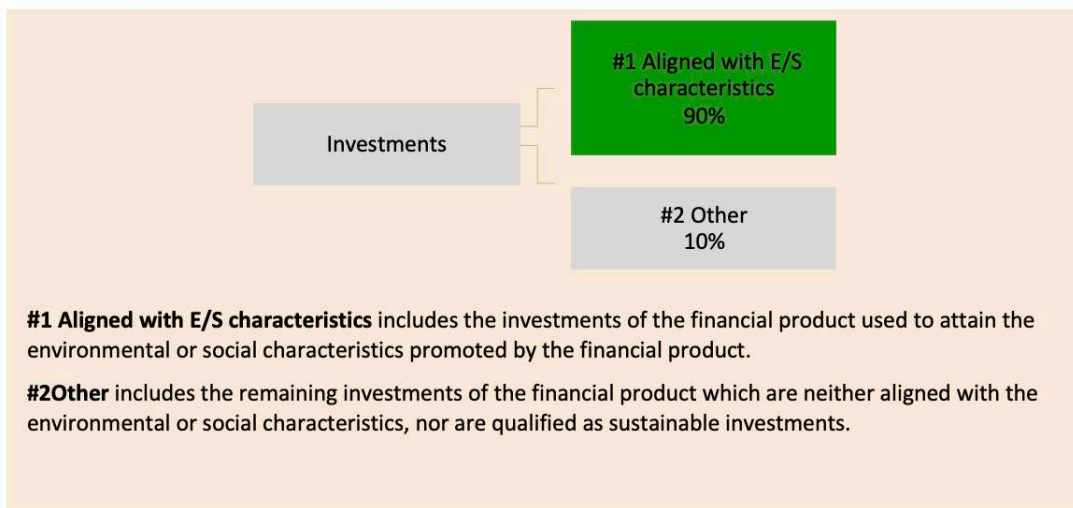 #1 Aligned with E/S
characteristics
90%
Investments
#2 Other
10%
#1 Aligned with E/S characteristics includes the investments of the financial product used to attain the
environmental or social characteristics promoted by the financial product.
#2Other includes the remaining investments of the financial product which are neither aligned with the
environmental or social characteristics, nor are qualified as sustainable investments.